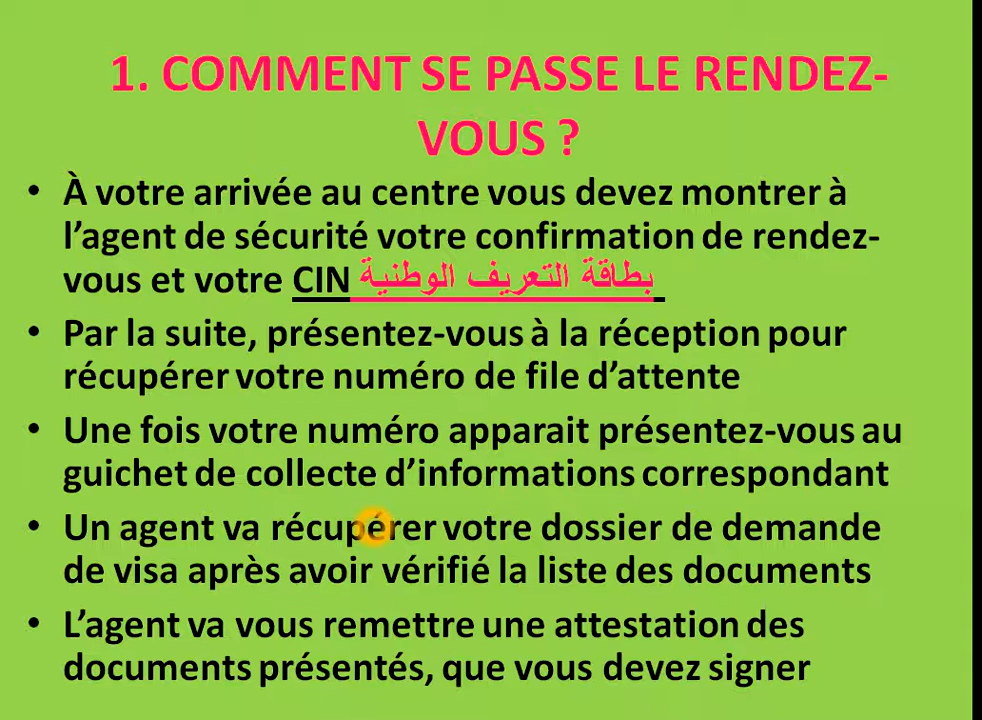 1. COMMENT SE PASSE LE RENDEZ-
VOUS ?
• À votre arrivée au centre vous devez montrer à
l’agent de sécurité votre confirmation de rendez-
vous et votre CIN بطاقة التعريف الوطنية
• Par la suite, présentez-vous à la réception pour
récupérer votre numéro de file d’attente
• Une fois votre numéro apparait présentez-vous au
guichet de collecte d’informations correspondant
• Un agent va récupérer votre dossier de demande
de visa après avoir vérifié la liste des documents
• L’agent va vous remettre une attestation des
documents présentés, que vous devez signer